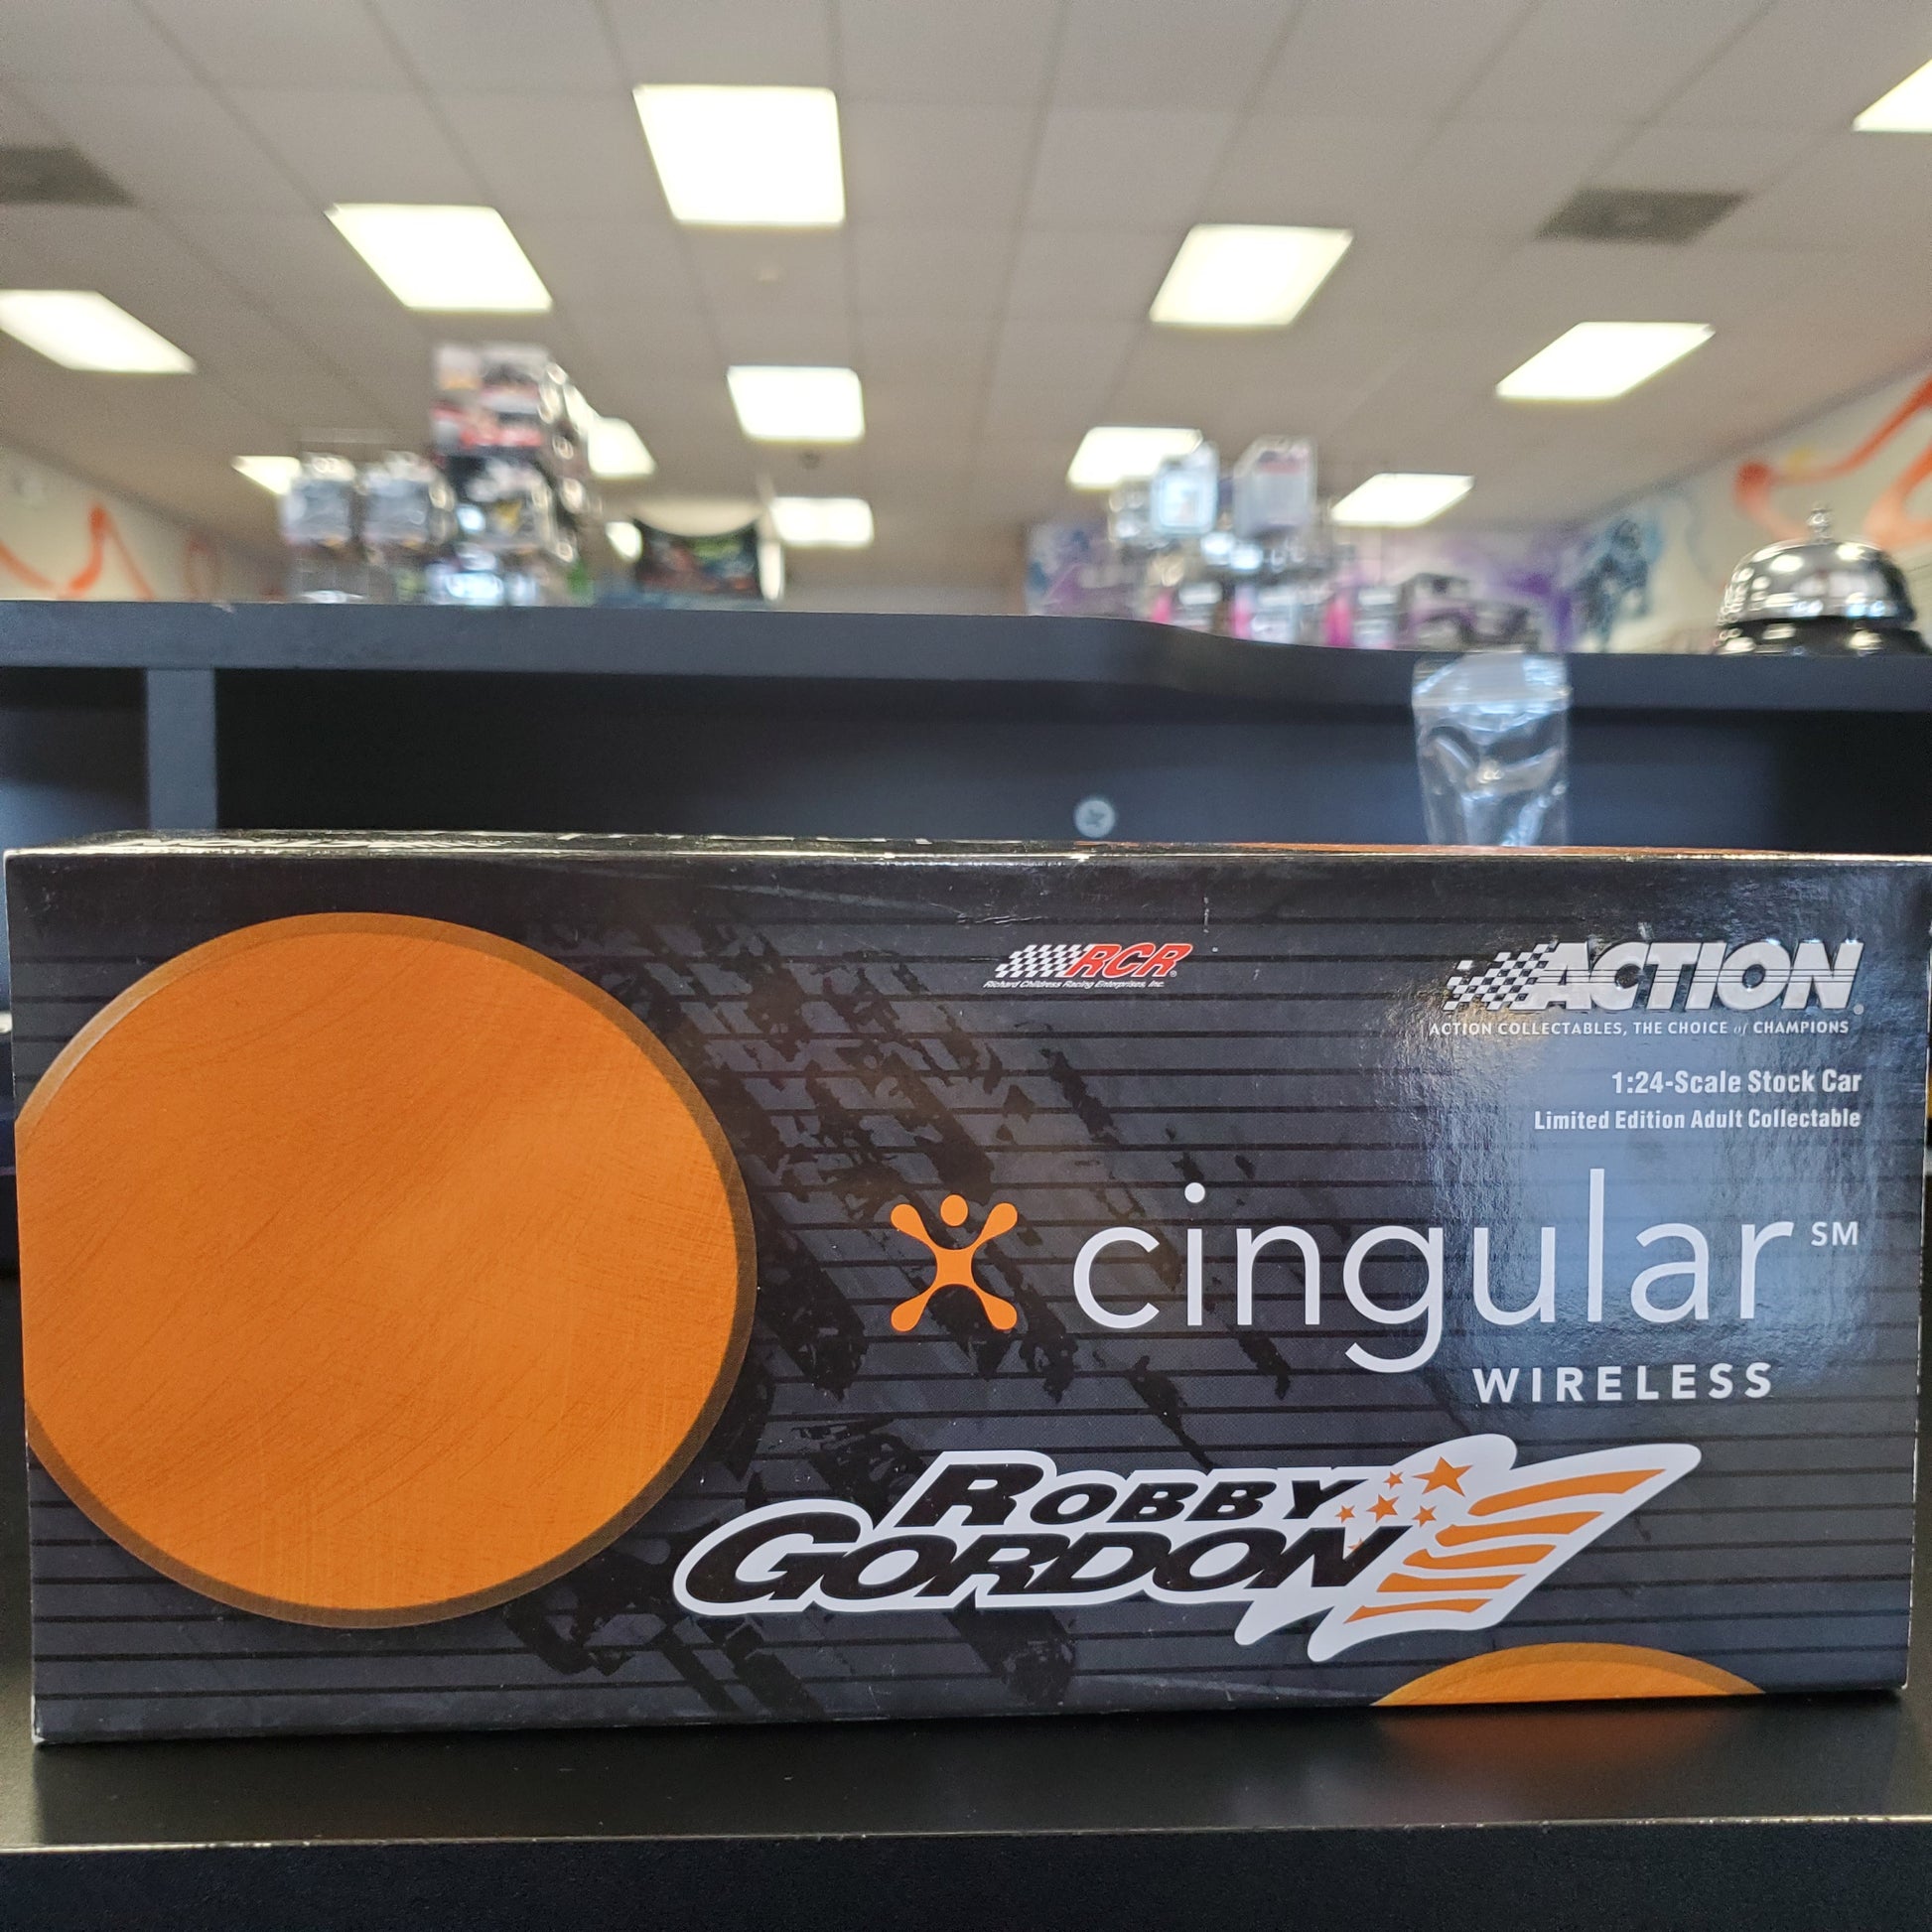 RCR
Richard Childress Racing Enterprises, Inc.
ACTION
ACTION COLLECTABLES, THE CHOICE of CHAMPIONS
1:24-Scale Stock Car
Limited Edition Adult Collectable
cingular SM
WIRELESS
ROBBY
GORDON